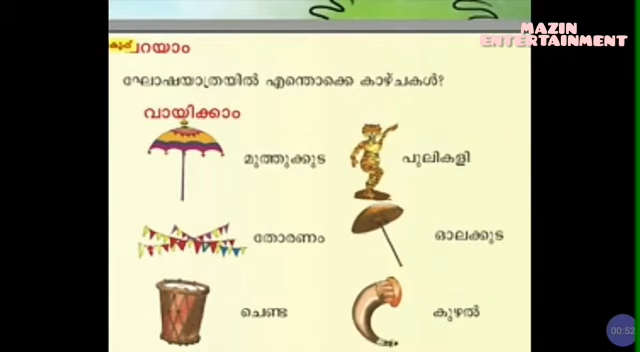 MAZIN
ENTERTAINMENT
പറയാം
ഘോഷയാത്രയിൽ എന്തൊക്കെ കാഴ്ചകൾ?
വായിക്കാം
മുത്തുക്കുട
പുലികളി
തോരണം
ഓലക്കുട
ചെണ്ട
കുഴൽ
00:52